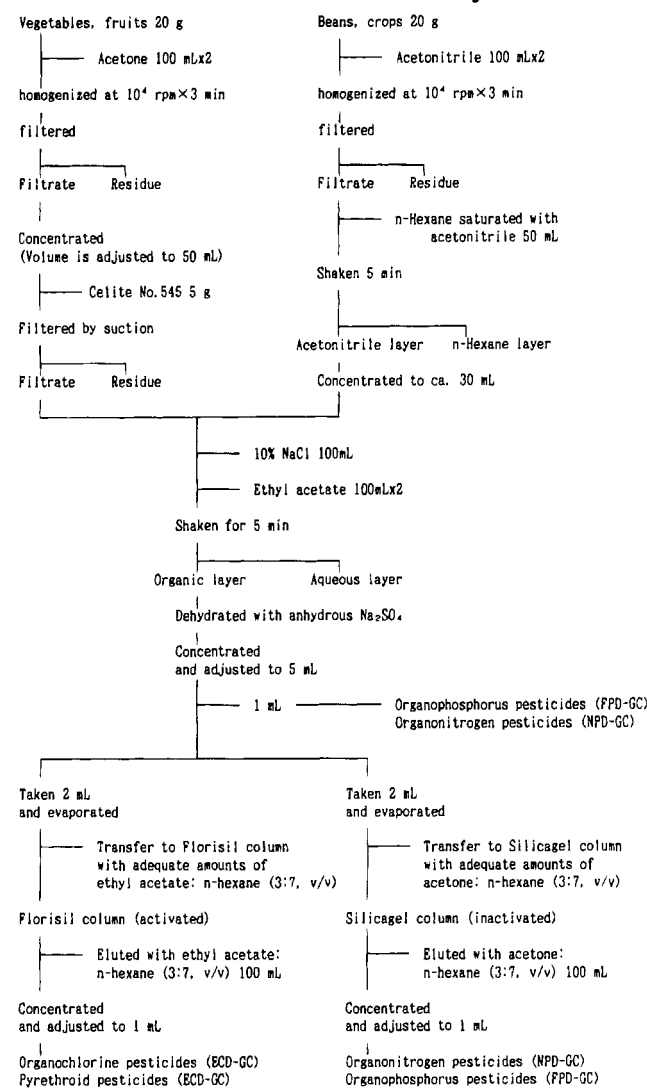 Vegetables, fruits 20 g
Acetone 100 mLx2
homogenized at 10⁴ rpm×3 min
filtered
Filtrate Residue
Concentrated
(Volume is adjusted to 50 mL)
Celite No.545 5 g
Filtered by suction
Filtrate Residue
Beans, crops 20 g
Acetonitrile 100 mLx2
homogenized at 10⁴ rpm×3 min
filtered
Filtrate Residue
n-Hexane saturated with
acetonitrile 50 mL
Shaken 5 min
Acetonitrile layer n-Hexane layer
Concentrated to ca. 30 mL
10% NaCl 100mL
Ethyl acetate 100mLx2
Shaken for 5 min
Organic layer Aqueous layer
Dehydrated with anhydrous Na₂SO₄
Concentrated
and adjusted to 5 mL
1 mL
Organophosphorus pesticides (FPD-GC)
Organonitrogen pesticides (NPD-GC)
Taken 2 mL
and evaporated
Transfer to Florisil column
with adequate amounts of
ethyl acetate: n-hexane (3:7, v/v)
Florisil column (activated)
Eluted with ethyl acetate:
n-hexane (3:7, v/v) 100 mL
Concentrated
and adjusted to 1 mL
Organochlorine pesticides (ECD-GC)
Pyrethroid pesticides (ECD-GC)
Taken 2 mL
and evaporated
Transfer to Silicagel column
with adequate amounts of
acetone: n-hexane (3:7, v/v)
Silicagel column (inactivated)
Eluted with acetone:
n-hexane (3:7, v/v) 100 mL
Concentrated
and adjusted to 1 mL
Organonitrogen pesticides (NPD-GC)
Organophosphorus pesticides (FPD-GC)